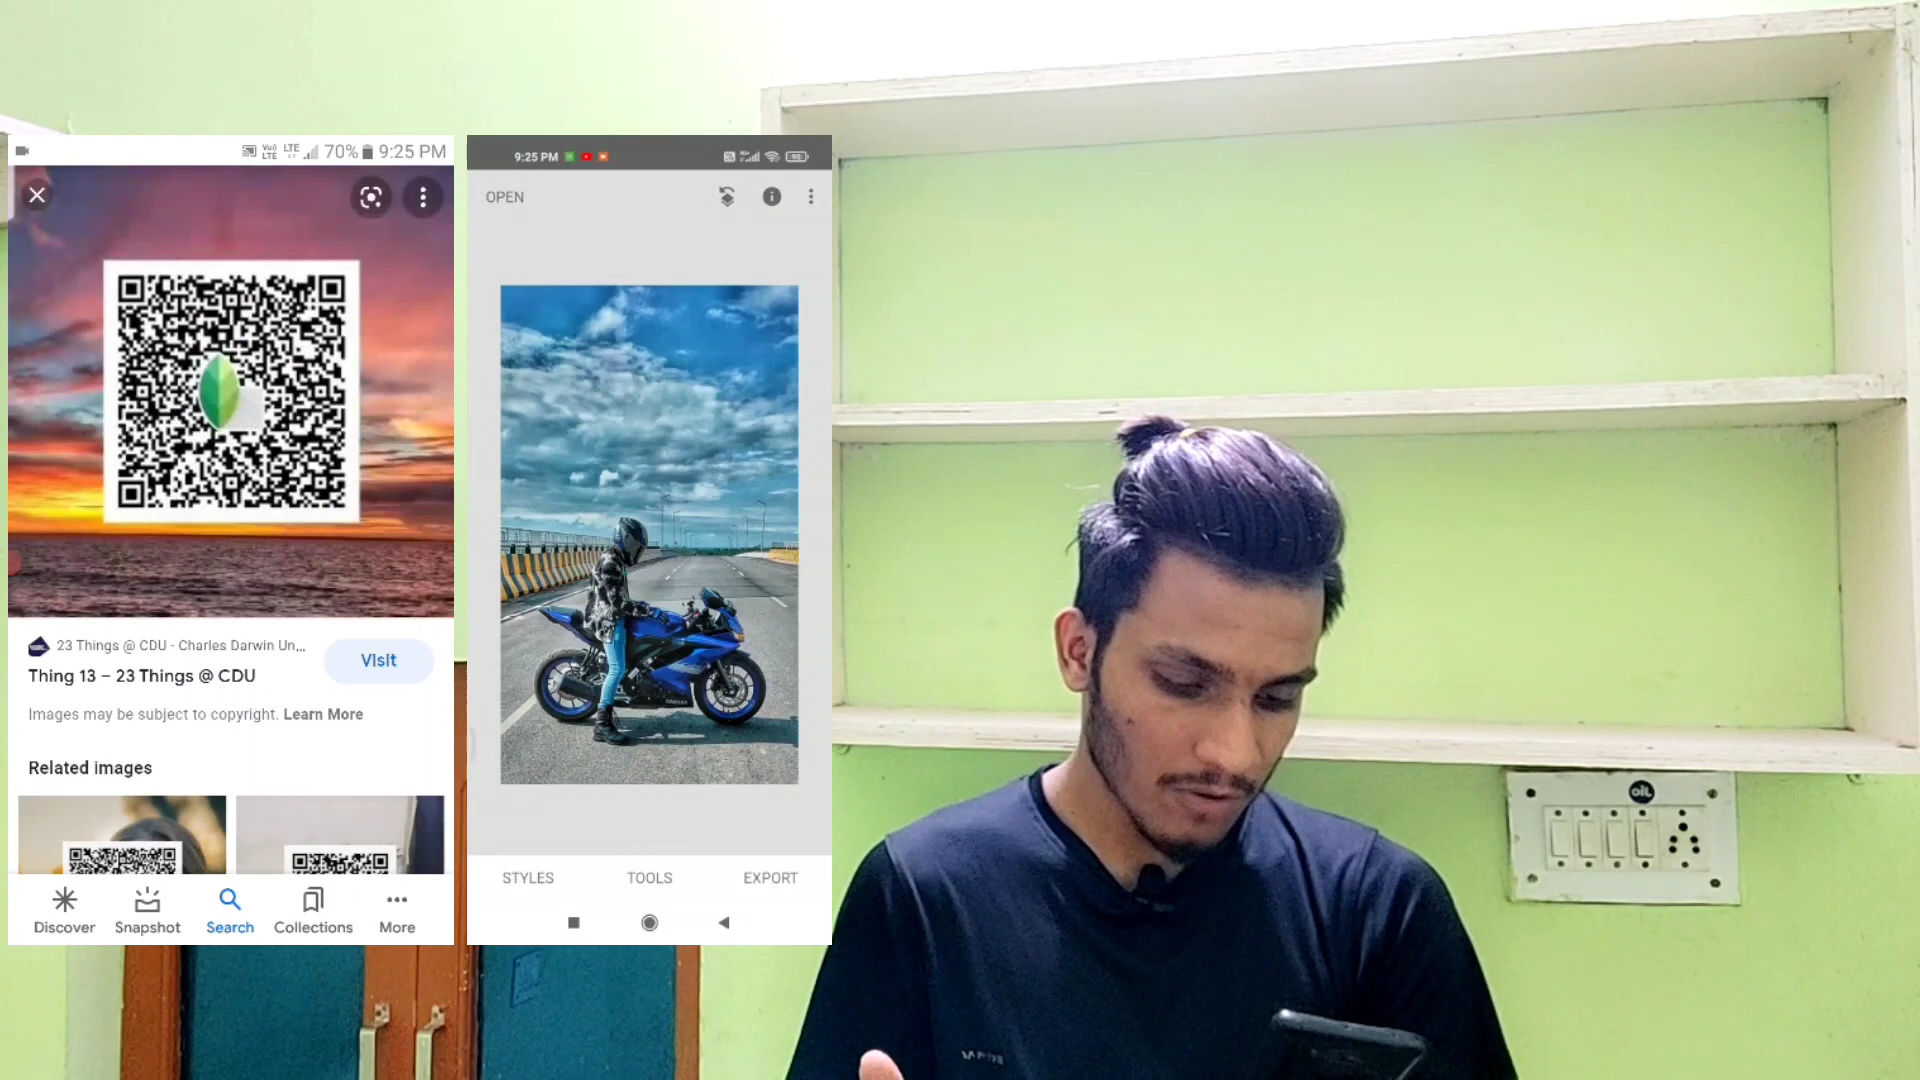 70% 9:25 PM
VoLTE LTE
23 Things @ CDU - Charles Darwin Un...
Thing 13 – 23 Things @ CDU
Visit
Images may be subject to copyright. Learn More
Related images
Discover Snapshot Search Collections More
9:25 PM
OPEN
STYLES TOOLS EXPORT